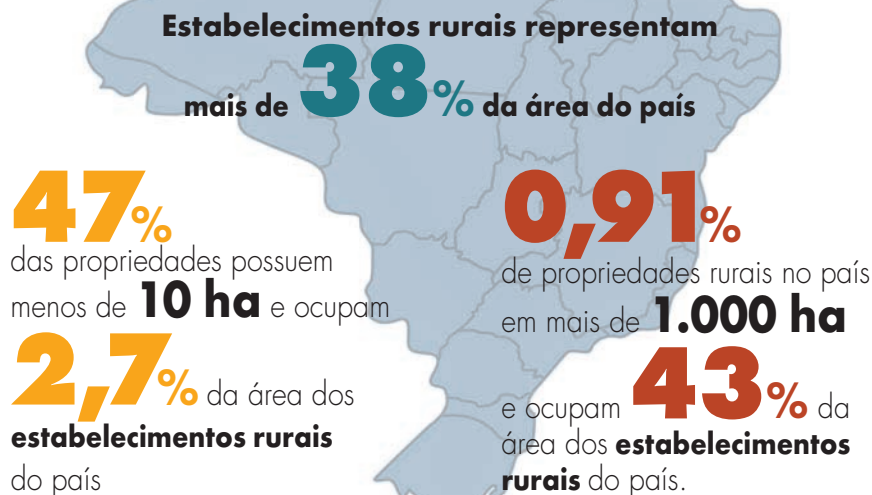 Estabelecimentos rurais representam
mais de 38% da área do país
47%
das propriedades possuem
menos de 10 ha e ocupam
2,7% da área dos
estabelecimentos rurais
do país
0,91%
de propriedades rurais no país
em mais de 1.000 ha
e ocupam 43% da
área dos estabelecimentos
rurais do país.